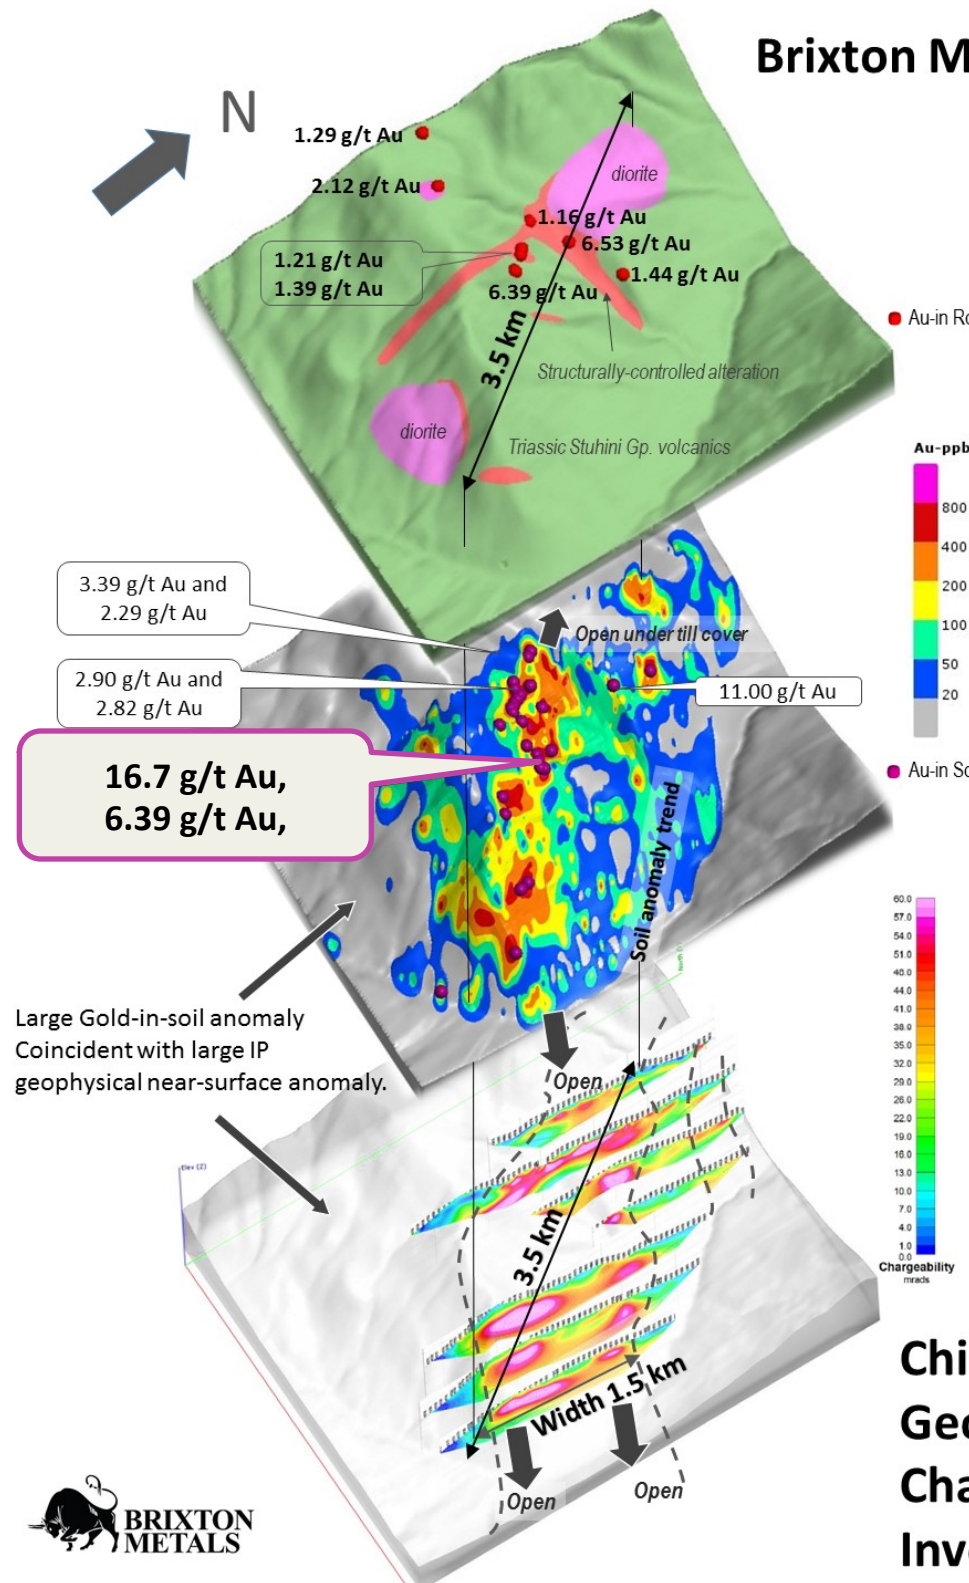 Brixton M
N
1.29 g/t Au
2.12 g/t Au
diorite
1.16 g/t Au
6.53 g/t Au
1.21 g/t Au
1.39 g/t Au
1.44 g/t Au
6.39 g/t Au
Au-in Ro
3.5 km
Structurally-controlled alteration
diorite
Triassic Stuhini Gp. volcanics
Au-ppb
800
400
200
100
50
20
3.39 g/t Au and
2.29 g/t Au
Open under till cover
2.90 g/t Au and
2.82 g/t Au
11.00 g/t Au
16.7 g/t Au,
6.39 g/t Au,
Au-in So
Soil anomaly trend
Large Gold-in-soil anomaly
Coincident with large IP
geophysical near-surface anomaly.
Open
Elev (Z)
3.5 km
60.0
57.0
54.0
51.0
48.0
44.0
41.0
38.0
35.0
32.0
29.0
26.0
22.0
19.0
16.0
13.0
10.0
7.0
4.0
1.0
0.0
Chargeability
mrads
Width 1.5 km
Open
Open
Chi
Geo
Cha
Inve
BRIXTON
METALS